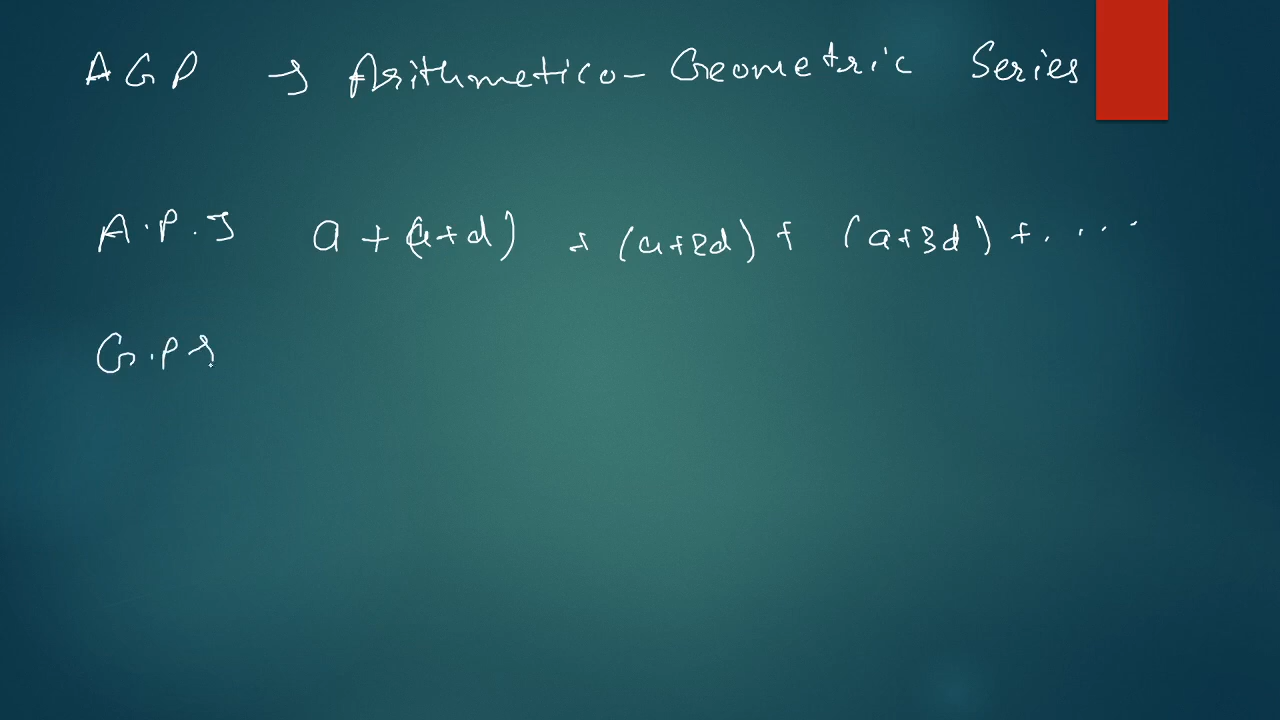 AGP → Arithmetico - Geometric Series
A.P. → a + (a+d) + (a+2d) + (a+3d) + .....
G.P →